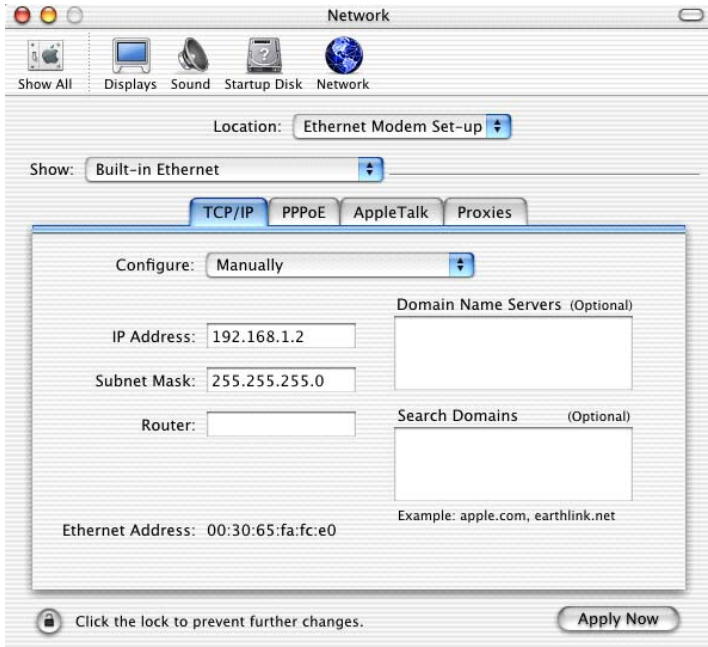 Network
Show All Displays Sound Startup Disk Network
Location: Ethernet Modem Set-up
Show: Built-in Ethernet
TCP/IP PPPoE AppleTalk Proxies
Configure: Manually
Domain Name Servers (Optional)
IP Address: 192.168.1.2
Subnet Mask: 255.255.255.0
Search Domains (Optional)
Router:
Example: apple.com, earthlink.net
Ethernet Address: 00:30:65:fa:fc:e0
Click the lock to prevent further changes.
Apply Now